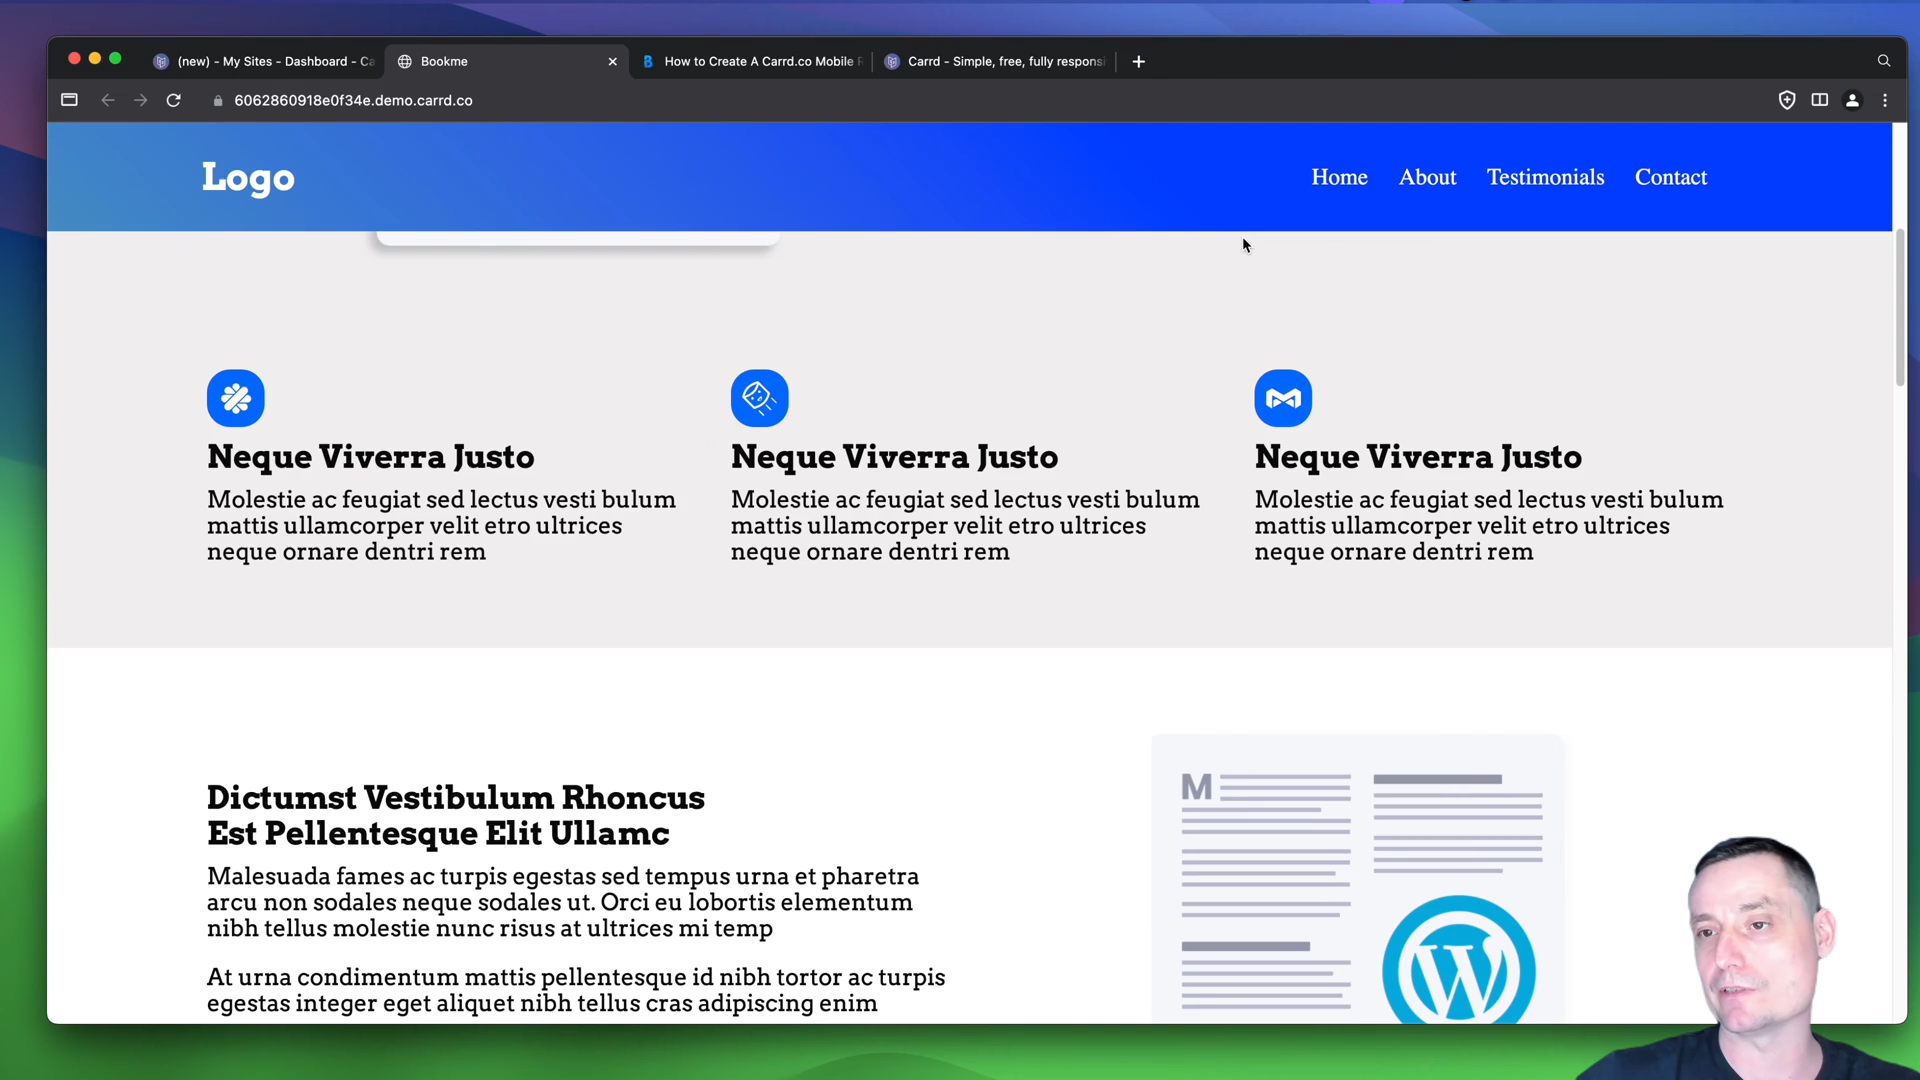 (new) - My Sites - Dashboard - Ca
Bookme
How to Create A Carrd.co Mobile R
Carrd - Simple, free, fully respons
6062860918e0f34e.demo.carrd.co
Logo
Home
About
Testimonials
Contact
Neque Viverra Justo
Molestie ac feugiat sed lectus vesti bulum
mattis ullamcorper velit etro ultrices
neque ornare dentri rem
Neque Viverra Justo
Molestie ac feugiat sed lectus vesti bulum
mattis ullamcorper velit etro ultrices
neque ornare dentri rem
Neque Viverra Justo
Molestie ac feugiat sed lectus vesti bulum
mattis ullamcorper velit etro ultrices
neque ornare dentri rem
Dictumst Vestibulum Rhoncus
Est Pellentesque Elit Ullamc
Malesuada fames ac turpis egestas sed tempus urna et pharetra
arcu non sodales neque sodales ut. Orci eu lobortis elementum
nibh tellus molestie nunc risus at ultrices mi temp
At urna condimentum mattis pellentesque id nibh tortor ac turpis
egestas integer eget aliquet nibh tellus cras adipiscing enim
M
W